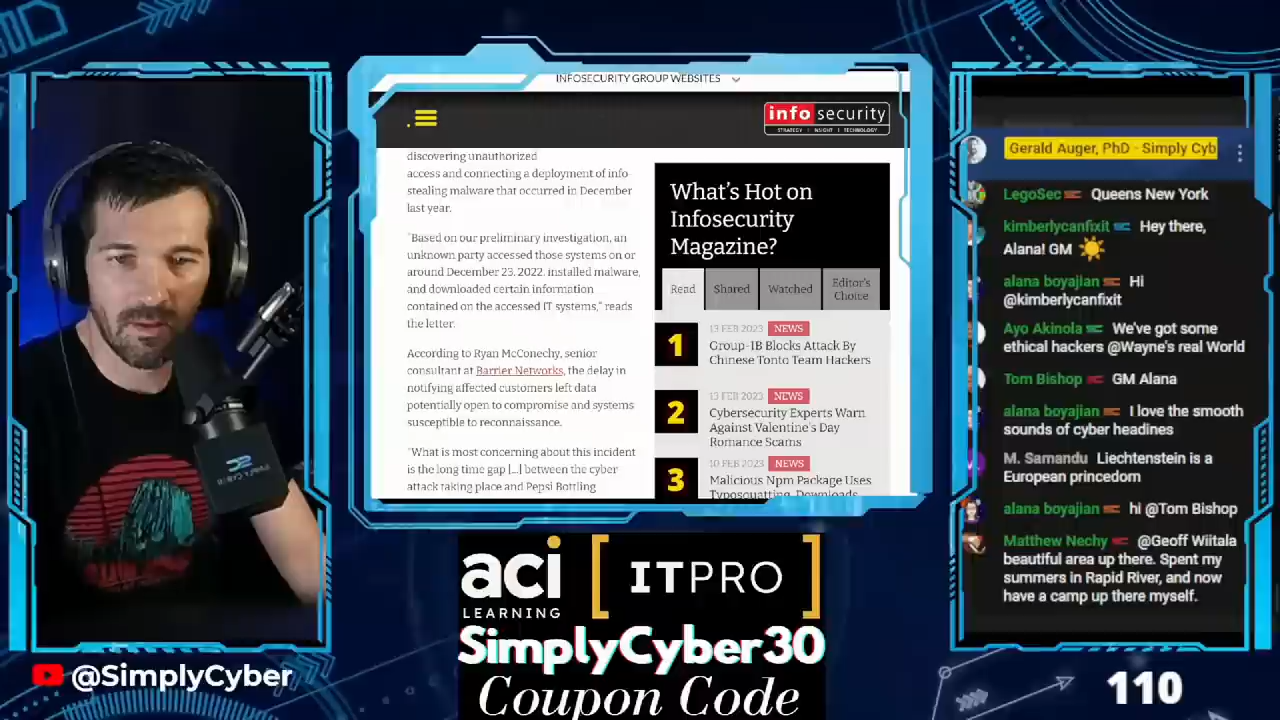 INFOSECURITY GROUP WEBSITES
info security
STRATEGY | INSIGHT | TECHNOLOGY
discovering unauthorized
access and connecting a deployment of info-
stealing malware that occurred in December
last year.
"Based on our preliminary investigation, an
unknown party accessed those systems on or
around December 23, 2022, installed malware,
and downloaded certain information
contained on the accessed IT systems," reads
the letter.
According to Ryan McConechy, senior
consultant at Barrier Networks, the delay in
notifying affected customers left data
potentially open to compromise and systems
susceptible to reconnaissance.
"What is most concerning about this incident
is the long time gap [...] between the cyber
attack taking place and Pepsi Bottling
What's Hot on
Infosecurity
Magazine?
Read
Shared
Watched
Editor's
Choice
1
13 FEB 2023 NEWS
Group-IB Blocks Attack By
Chinese Tonto Team Hackers
2
13 FEB 2023 NEWS
Cybersecurity Experts Warn
Against Valentine's Day
Romance Scams
3
10 FEB 2023 NEWS
Malicious Npm Package Uses
Typosquatting, Downloads
Gerald Auger, PhD - Simply Cyb
LegoSec Queens New York
kimberlycanfixit Hey there,
Alana! GM
alana boyajian Hi
@kimberlycanfixit
Ayo Akinola We've got some
ethical hackers @Wayne's real World
Tom Bishop GM Alana
alana boyajian I love the smooth
sounds of cyber headines
M. Samandu Liechtenstein is a
European princedom
alana boyajian hi @Tom Bishop
Matthew Nechy @Geoff Wiitala
beautiful area up there. Spent my
summers in Rapid River, and now
have a camp up there myself.
aci
LEARNING
[ITPRO]
SimplyCyber30
Coupon Code
@SimplyCyber
110